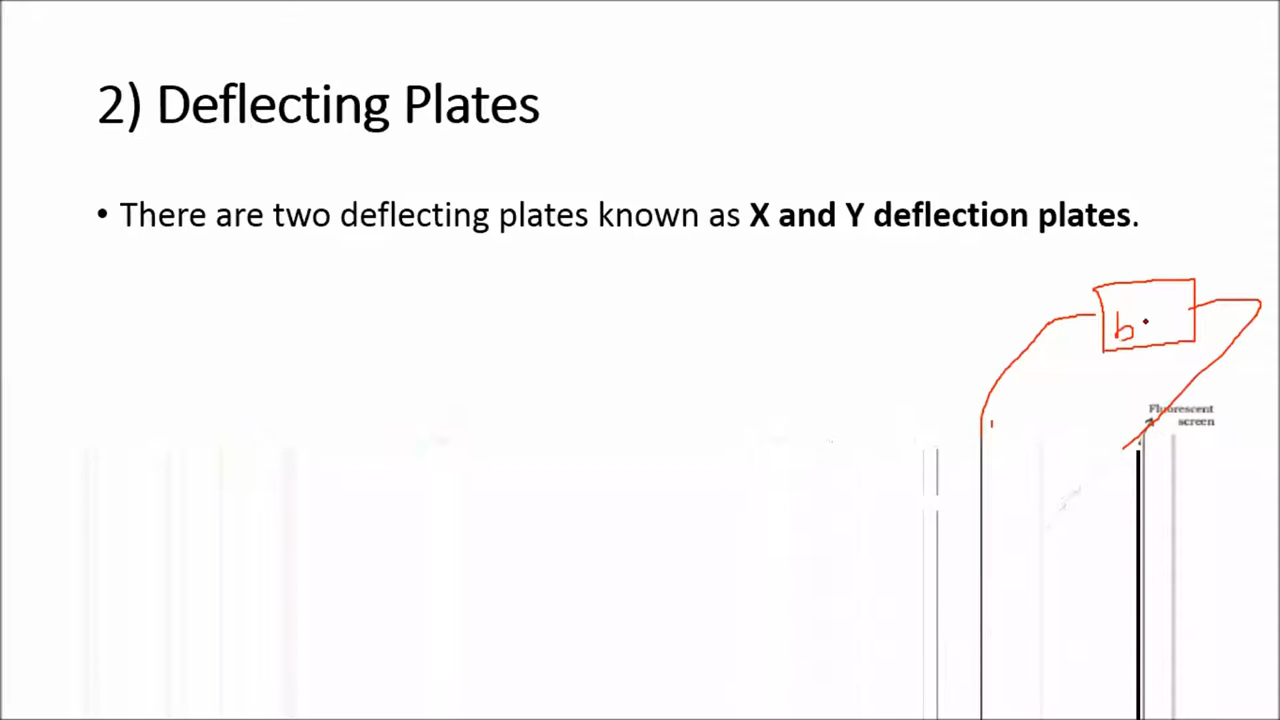 2) Deflecting Plates
• There are two deflecting plates known as X and Y deflection plates.
b
Fluorescent
screen